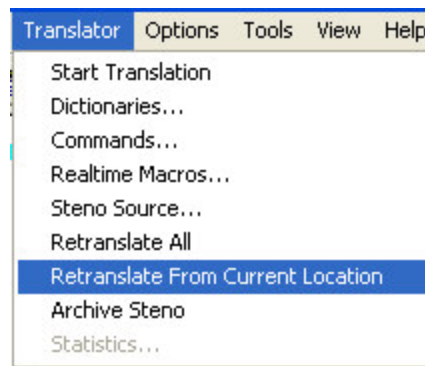 Translator Options Tools View Help
Start Translation
Dictionaries...
Commands...
Realtime Macros...
Steno Source...
Retranslate All
Retranslate From Current Location
Archive Steno
Statistics...